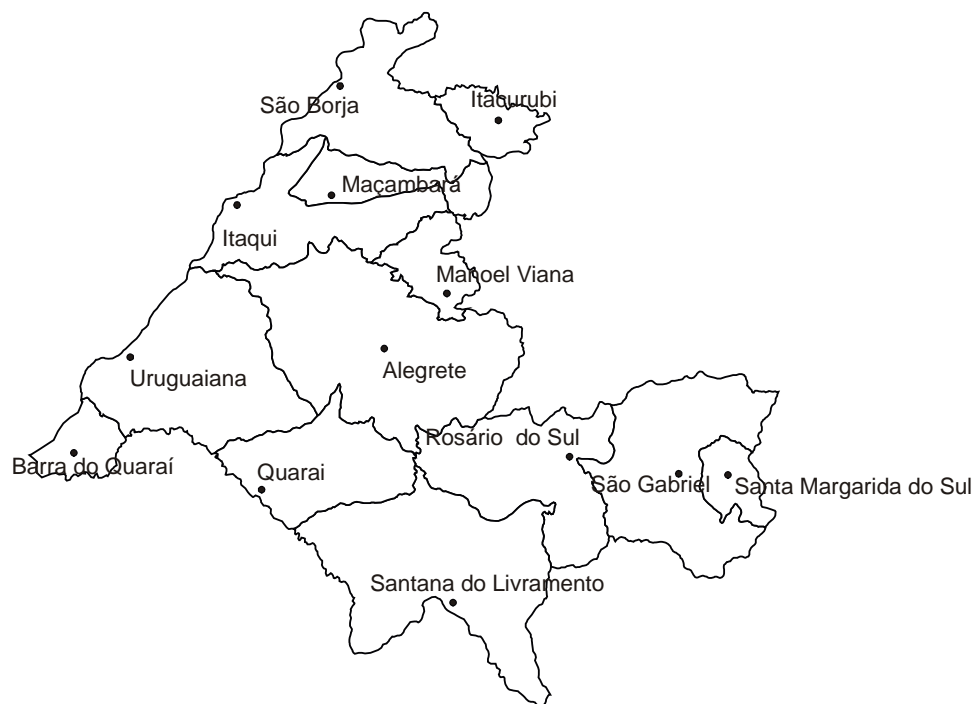 São Borja
Itacurubi
Maçambará
Itaqui
Manoel Viana
Uruguaiana
Alegrete
Rosário do Sul
Barra do Quaraí
Quarai
São Gabriel
Santa Margarida do Sul
Santana do Livramento